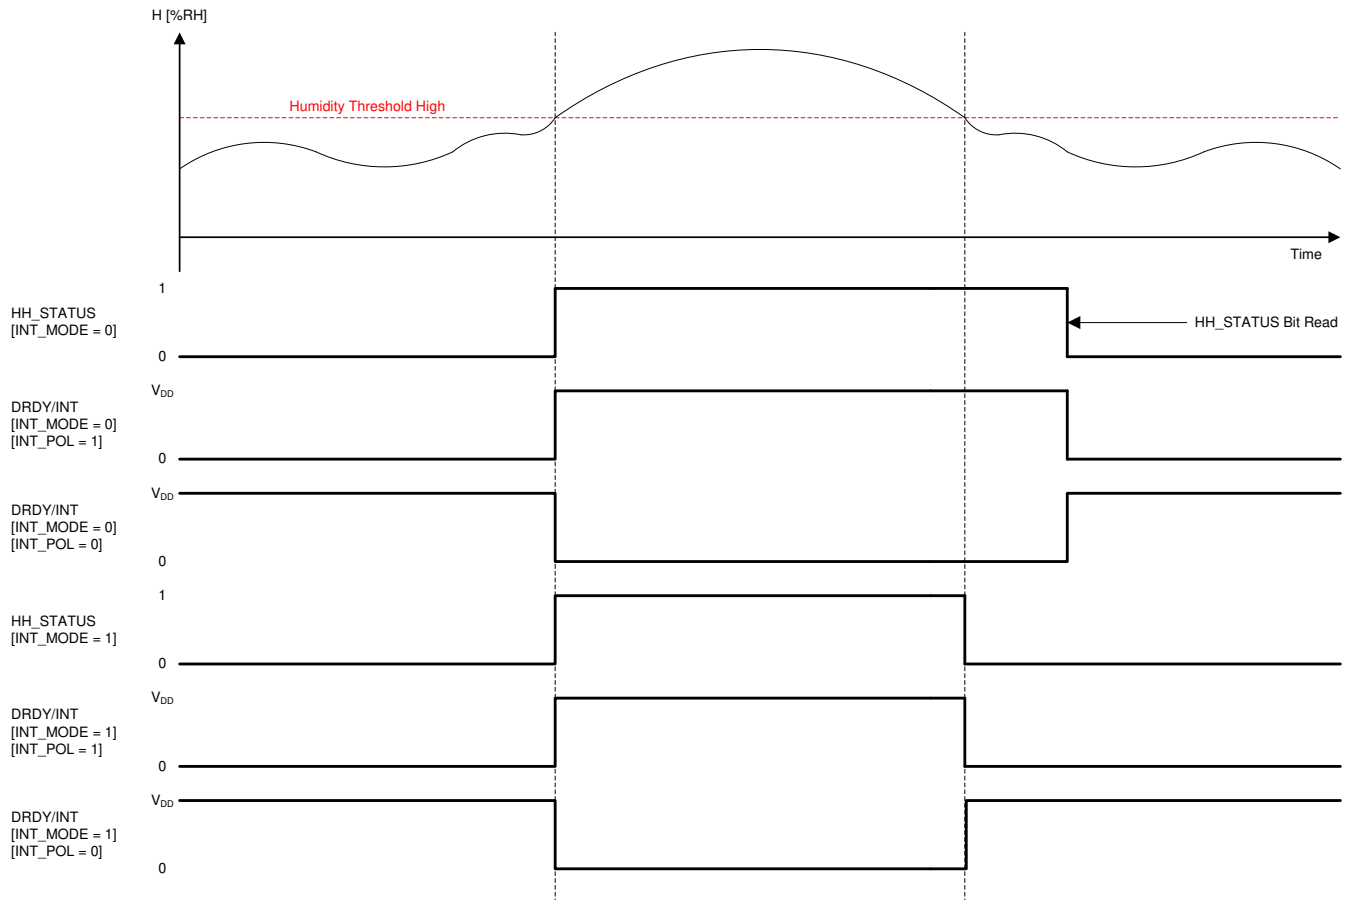 H [%RH]
Humidity Threshold High
Time
1
HH_STATUS
[INT_MODE = 0]
HH_STATUS Bit Read
0
VDD
DRDY/INT
[INT_MODE = 0]
[INT_POL = 1]
0
VDD
DRDY/INT
[INT_MODE = 0]
[INT_POL = 0]
0
1
HH_STATUS
[INT_MODE = 1]
0
VDD
DRDY/INT
[INT_MODE = 1]
[INT_POL = 1]
0
VDD
DRDY/INT
[INT_MODE = 1]
[INT_POL = 0]
0